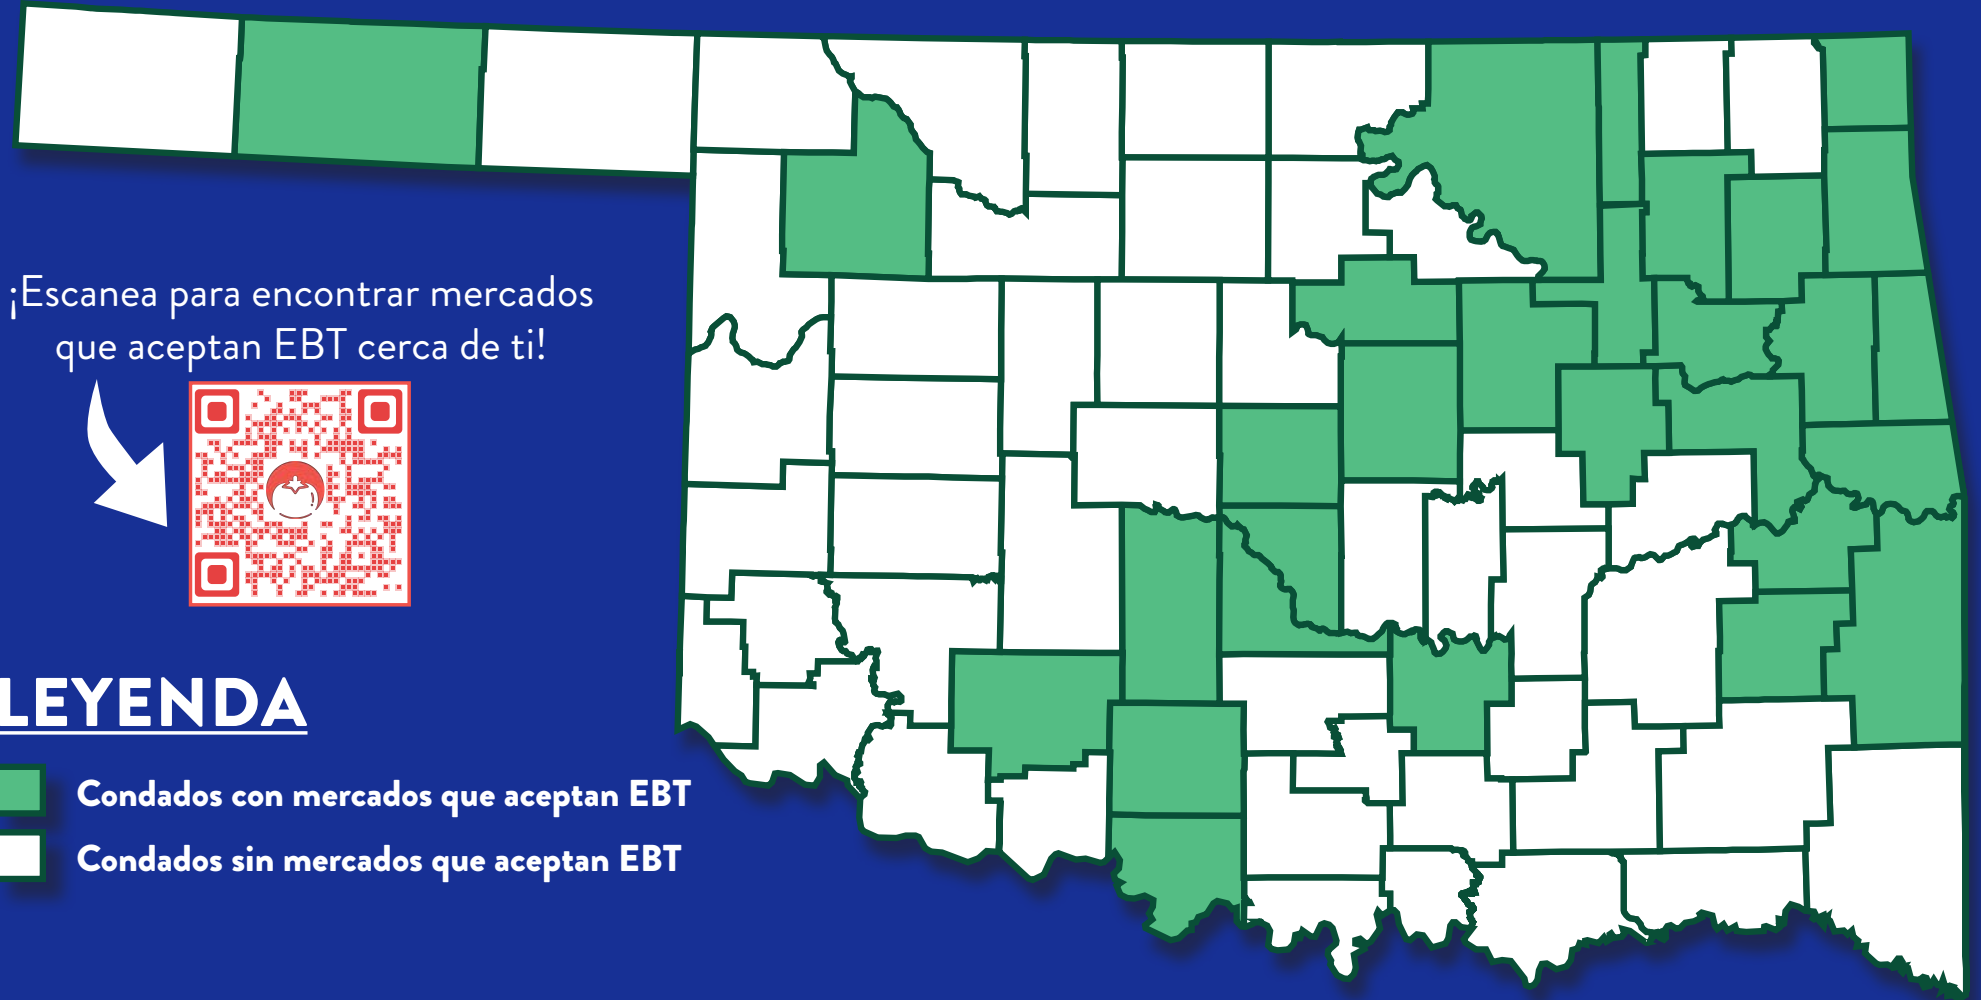 ¡Escanea para encontrar mercados
que aceptan EBT cerca de ti!
LEYENDA
Condados con mercados que aceptan EBT
Condados sin mercados que aceptan EBT